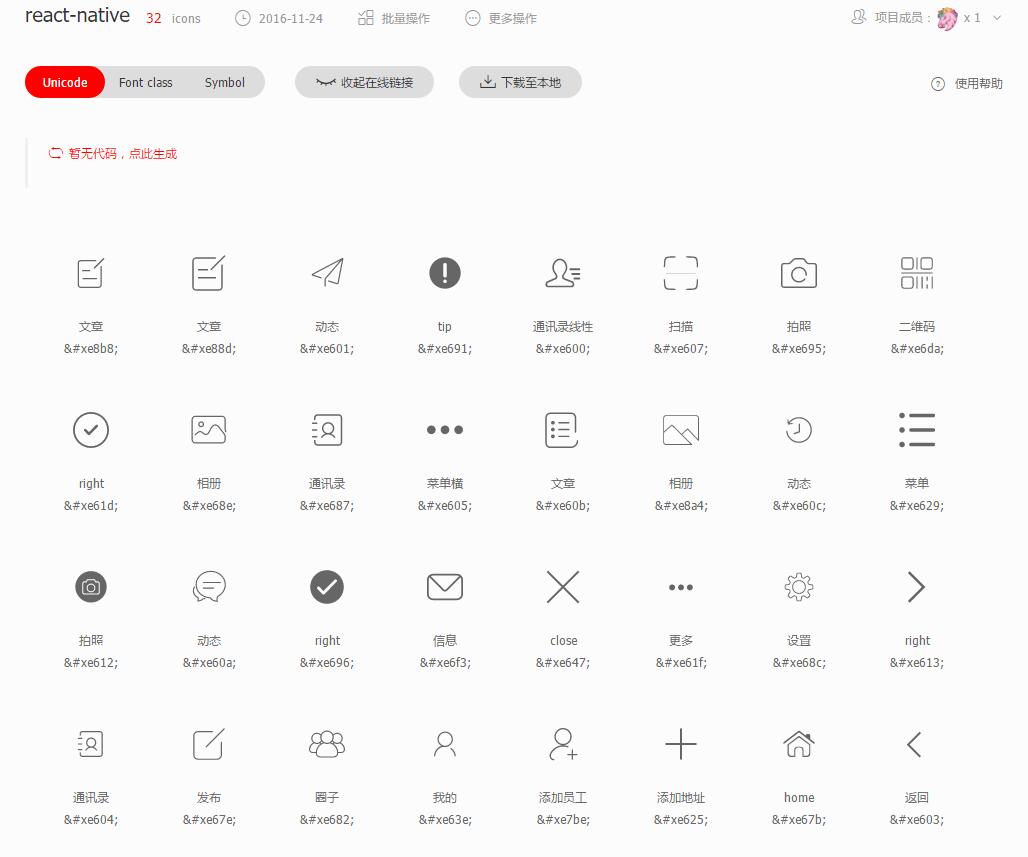 react-native 32 icons 2016-11-24 批量操作 更多操作 项目成员： x 1
Unicode Font class Symbol 收起在线链接 下载至本地 使用帮助
暂无代码，点此生成
文章 文章 动态 tip 通讯录线性 扫描 拍照 二维码
&#xe8b8; &#xe88d; &#xe601; &#xe691; &#xe600; &#xe607; &#xe695; &#xe6da;
right 相册 通讯录 菜单横 文章 相册 动态 菜单
&#xe61d; &#xe68e; &#xe687; &#xe605; &#xe60b; &#xe8a4; &#xe60c; &#xe629;
拍照 动态 right 信息 close 更多 设置 right
&#xe612; &#xe60a; &#xe696; &#xe6f3; &#xe647; &#xe61f; &#xe68c; &#xe613;
通讯录 发布 圈子 我的 添加员工 添加地址 home 返回
&#xe604; &#xe67e; &#xe682; &#xe63e; &#xe7be; &#xe625; &#xe67b; &#xe603;